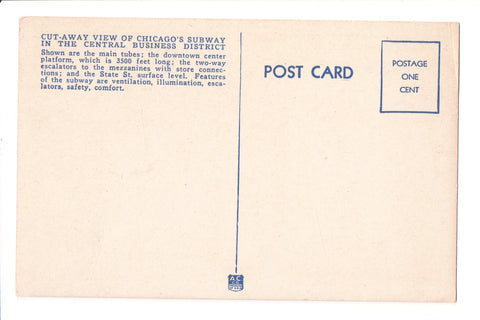 CUT-AWAY VIEW OF CHICAGO'S SUBWAY
IN THE CENTRAL BUSINESS DISTRICT
Shown are the main tubes; the downtown center
platform, which is 3500 feet long; the two-way
escalators to the mezzanines with store connec-
tions; and the State St. surface level. Features
of the subway are ventilation, illumination, esca-
lators, safety, comfort.
POST CARD
POSTAGE
ONE
CENT
A C
CO